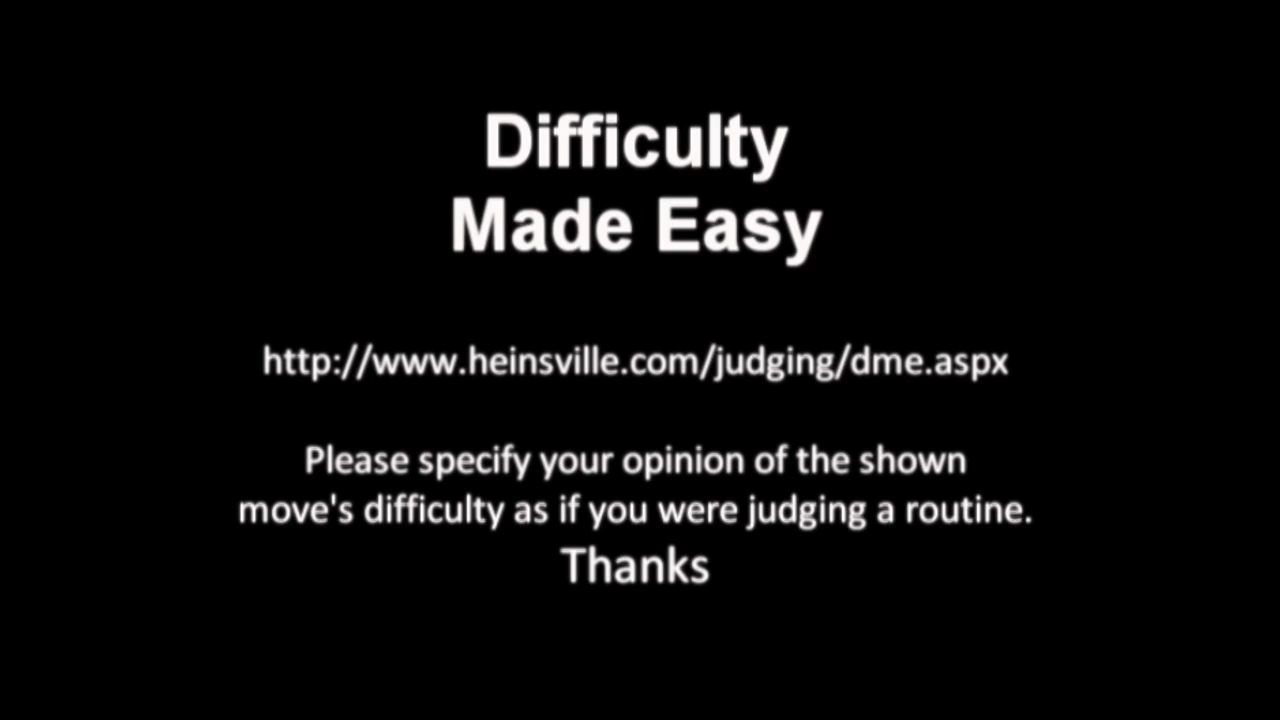 Difficulty
Made Easy
http://www.heinsville.com/judging/dme.aspx
Please specify your opinion of the shown
move's difficulty as if you were judging a routine.
Thanks